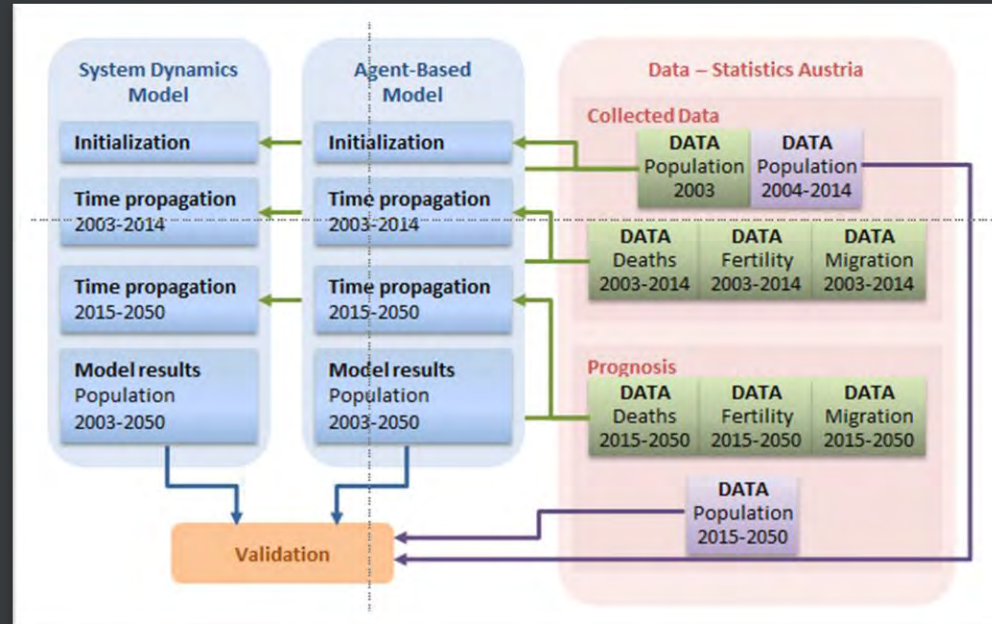 System Dynamics
Model
Initialization
Time propagation
2003-2014
Time propagation
2015-2050
Model results
Population
2003-2050
Agent-Based
Model
Initialization
Time propagation
2003-2014
Time propagation
2015-2050
Model results
Population
2003-2050
Data – Statistics Austria
Collected Data
DATA
Population
2003
DATA
Population
2004-2014
DATA
Deaths
2003-2014
DATA
Fertility
2003-2014
DATA
Migration
2003-2014
Prognosis
DATA
Deaths
2015-2050
DATA
Fertility
2015-2050
DATA
Migration
2015-2050
DATA
Population
2015-2050
Validation